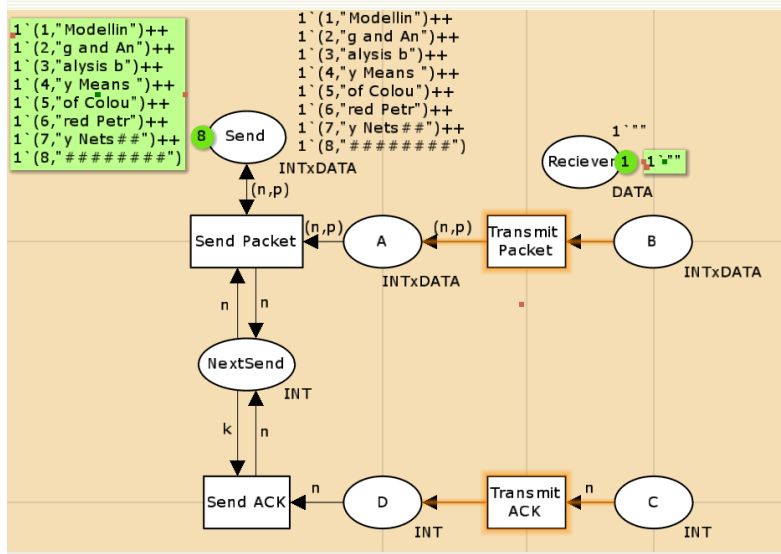 1`(1,"Modellin")++
1`(2,"g and An")++
1`(3,"alysis b")++
1`(4,"y Means ")++
1`(5,"of Colou")++
1`(6,"red Petr")++
1`(7,"y Nets##")++
1`(8,"########")
1`(1,"Modellin")++
1`(2,"g and An")++
1`(3,"alysis b")++
1`(4,"y Means ")++
1`(5,"of Colou")++
1`(6,"red Petr")++
1`(7,"y Nets##")++
1`(8,"########")
8
Send
INTxDATA
1`""
Reciever
1
1`""
DATA
(n,p)
Send Packet
(n,p)
A
INTxDATA
(n,p)
Transmit
Packet
B
INTxDATA
n
n
NextSend
INT
k
n
Send ACK
n
D
INT
Transmit
ACK
n
C
INT